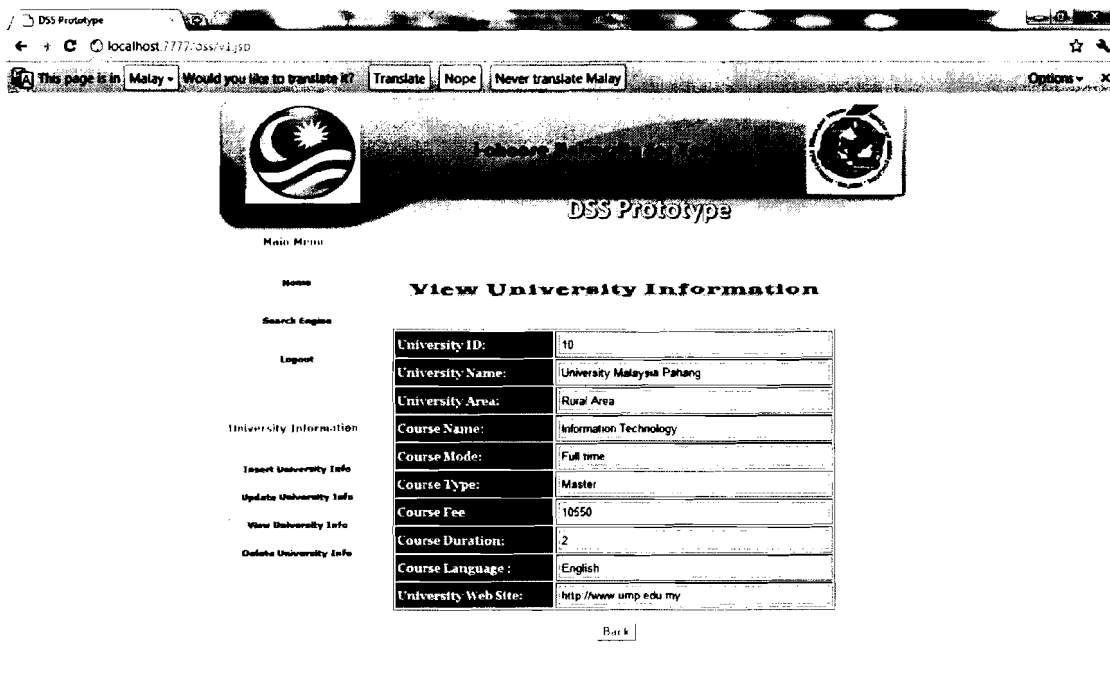 DSS Prototype
localhost:7777/dss/v1.jsp
This page is in Malay Would you like to translate it? Translate Nope Never translate Malay Options
DSS Prototype
Main Menu
Home
Search Engine
Logout
University Information
Insert University Info
Update University Info
View University Info
Delete University Info
View University Information
University ID: 10
University Name: University Malaysia Pahang
University Area: Rural Area
Course Name: Information Technology
Course Mode: Full time
Course Type: Master
Course Fee 10550
Course Duration: 2
Course Language : English
University Web Site: http://www.ump.edu.my
Back